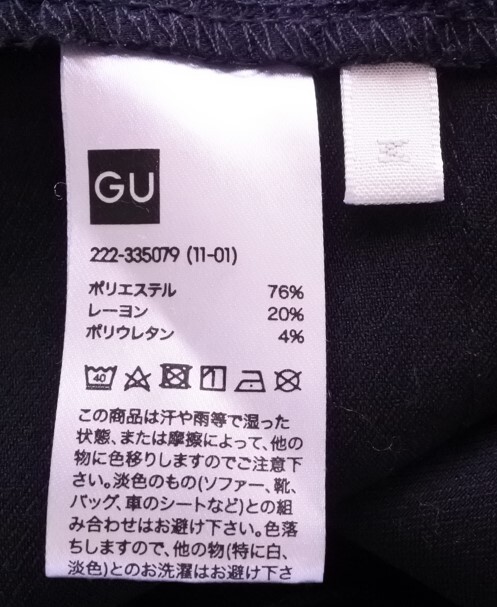 GU
222-335079 (11-01)
ポリエステル 76%
レーヨン 20%
ポリウレタン 4%
40
この商品は汗や雨等で湿った
状態、または摩擦によって、他の
物に色移りしますのでご注意下
さい。淡色のもの(ソファー、靴、
バッグ、車のシートなど)との組
み合わせはお避け下さい。色落
ちしますので、他の物(特に白、
淡色)とのお洗濯はお避け下さ